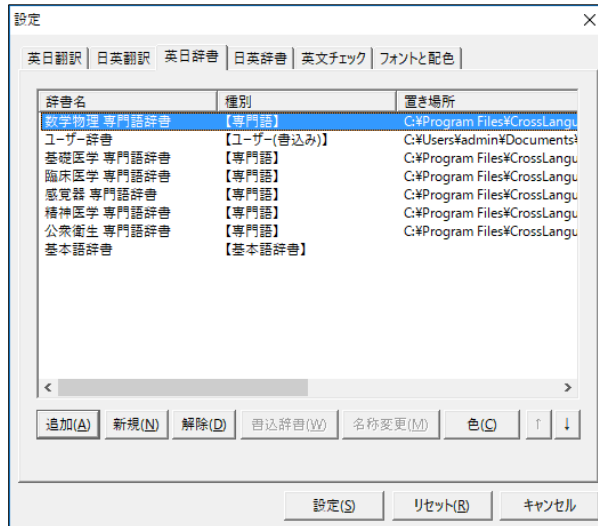 設定
英日翻訳 日英翻訳 英日辞書 日英辞書 英文チェック フォントと配色
辞書名 種別 置き場所
数学物理 専門語辞書 【専門語】 C:¥Program Files¥CrossLangu
ユーザー辞書 【ユーザー(書込み)】 C:¥Users¥admin¥Documents¥
基礎医学 専門語辞書 【専門語】 C:¥Program Files¥CrossLangu
臨床医学 専門語辞書 【専門語】 C:¥Program Files¥CrossLangu
感覚器 専門語辞書 【専門語】 C:¥Program Files¥CrossLangu
精神医学 専門語辞書 【専門語】 C:¥Program Files¥CrossLangu
公衆衛生 専門語辞書 【専門語】 C:¥Program Files¥CrossLangu
基本語辞書 【基本語辞書】
追加(A) 新規(N) 解除(D) 書込辞書(W) 名称変更(M) 色(C) ↑ ↓
設定(S) リセット(R) キャンセル